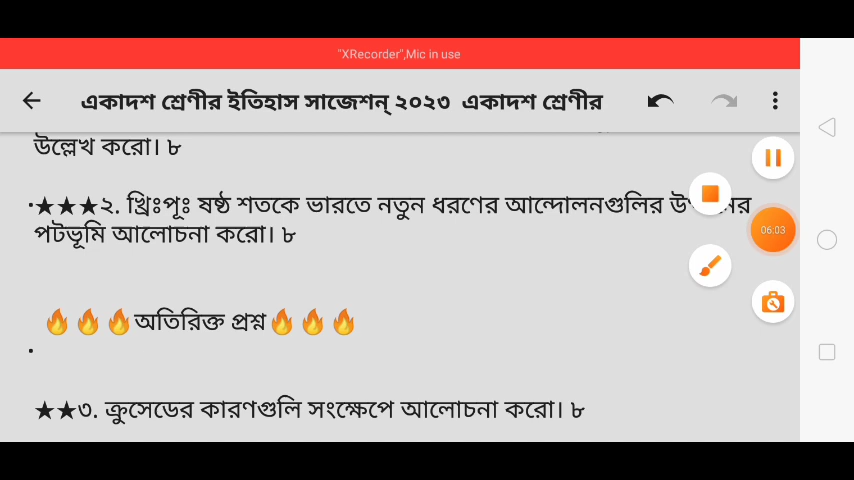 "XRecorder",Mic in use
একাদশ শ্রেণীর ইতিহাস সাজেশন্ ২০২৩ একাদশ শ্রেণীর
উল্লেখ করো। ৮
·★★★২. খ্রিঃপূঃ ষষ্ঠ শতকে ভারতে নতুন ধরণের আন্দোলনগুলির
পটভূমি আলোচনা করো। ৮
06:03
🔥🔥🔥অতিরিক্ত প্রশ্ন🔥🔥🔥
★★৩. ক্রুসেডের কারণগুলি সংক্ষেপে আলোচনা করো। ৮